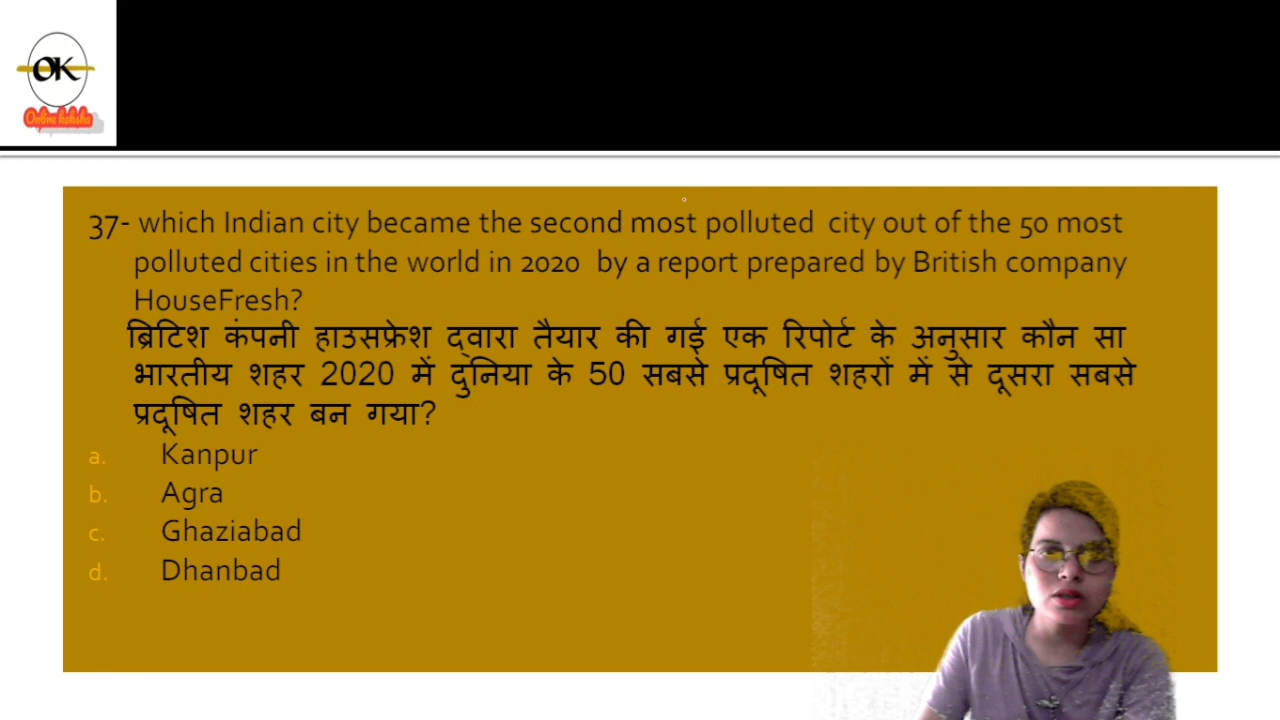 OK
Online kaksha
37- which Indian city became the second most polluted city out of the 50 most
polluted cities in the world in 2020 by a report prepared by British company
HouseFresh?
ब्रिटिश कंपनी हाउसफ्रेश द्वारा तैयार की गई एक रिपोर्ट के अनुसार कौन सा
भारतीय शहर 2020 में दुनिया के 50 सबसे प्रदूषित शहरों में से दूसरा सबसे
प्रदूषित शहर बन गया?
a. Kanpur
b. Agra
c. Ghaziabad
d. Dhanbad